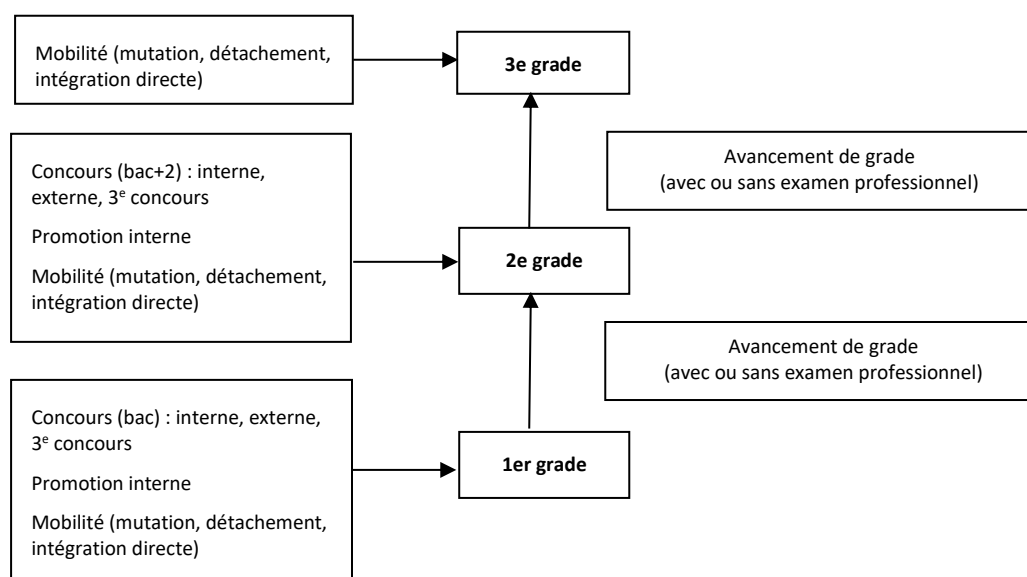 Mobilité (mutation, détachement,
intégration directe)
3e grade
Avancement de grade
(avec ou sans examen professionnel)
Concours (bac+2) : interne,
externe, 3e concours
Promotion interne
Mobilité (mutation, détachement,
intégration directe)
2e grade
Avancement de grade
(avec ou sans examen professionnel)
Concours (bac) : interne, externe,
3e concours
Promotion interne
Mobilité (mutation, détachement,
intégration directe)
1er grade